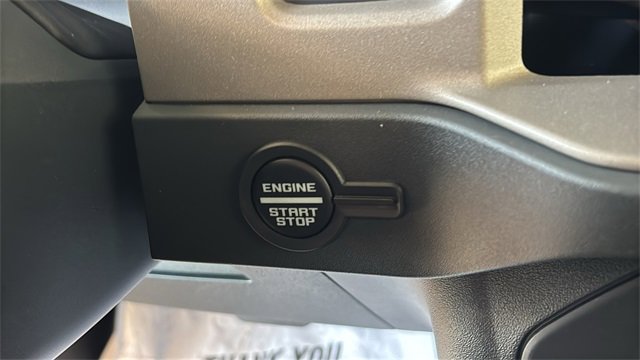 ENGINE
START
STOP
THANK YOU